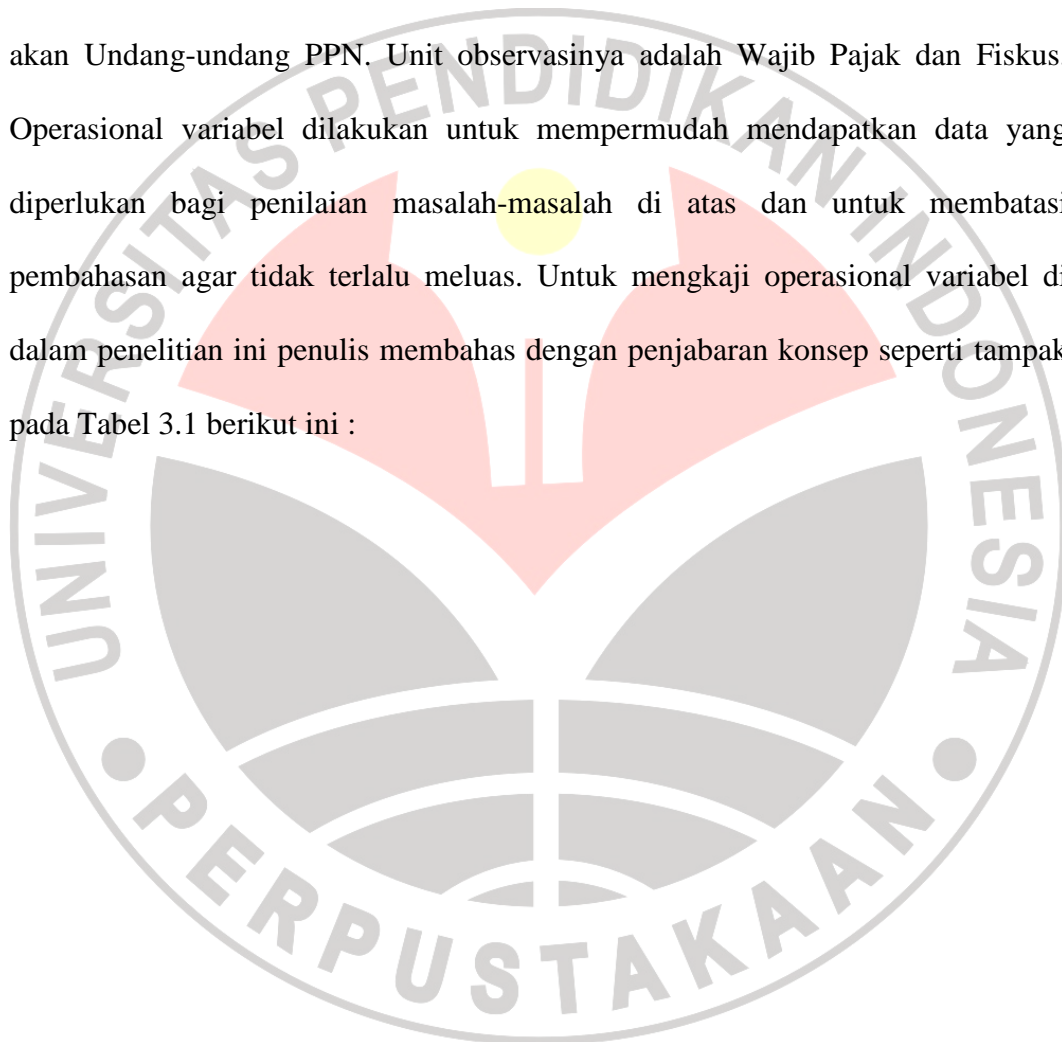 akan Undang-undang PPN. Unit observasinya adalah Wajib Pajak dan Fiskus.
Operasional variabel dilakukan untuk mempermudah mendapatkan data yang
diperlukan bagi penilaian masalah-masalah di atas dan untuk membatasi
pembahasan agar tidak terlalu meluas. Untuk mengkaji operasional variabel di
dalam penelitian ini penulis membahas dengan penjabaran konsep seperti tampak
pada Tabel 3.1 berikut ini :
UNIVERSITAS PENDIDIKAN INDONESIA
PERPUSTAKAAN